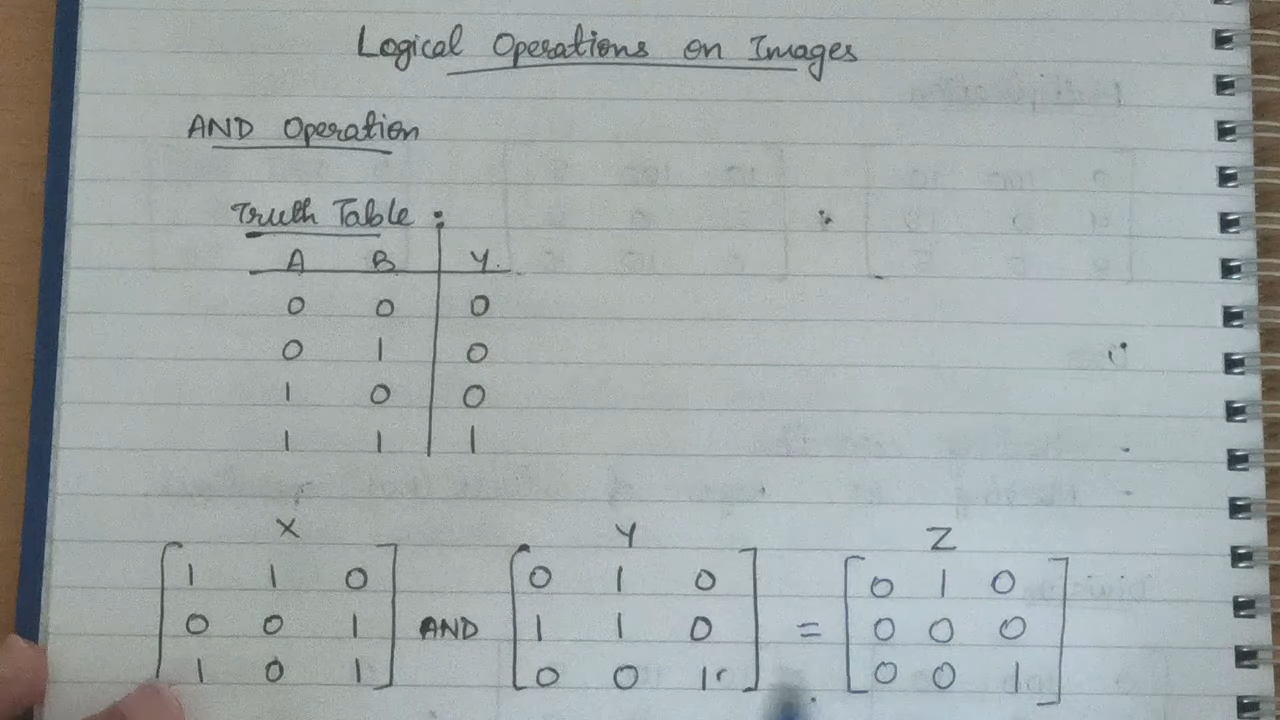 Logical Operations on Images
AND Operation
Truth Table :
A B Y
0 0 0
0 1 0
1 0 0
1 1 1
X Y Z
1 1 0 0 1 0 0 1 0
0 0 1 AND 1 1 0 = 0 0 0
1 0 1 0 0 1 0 0 1